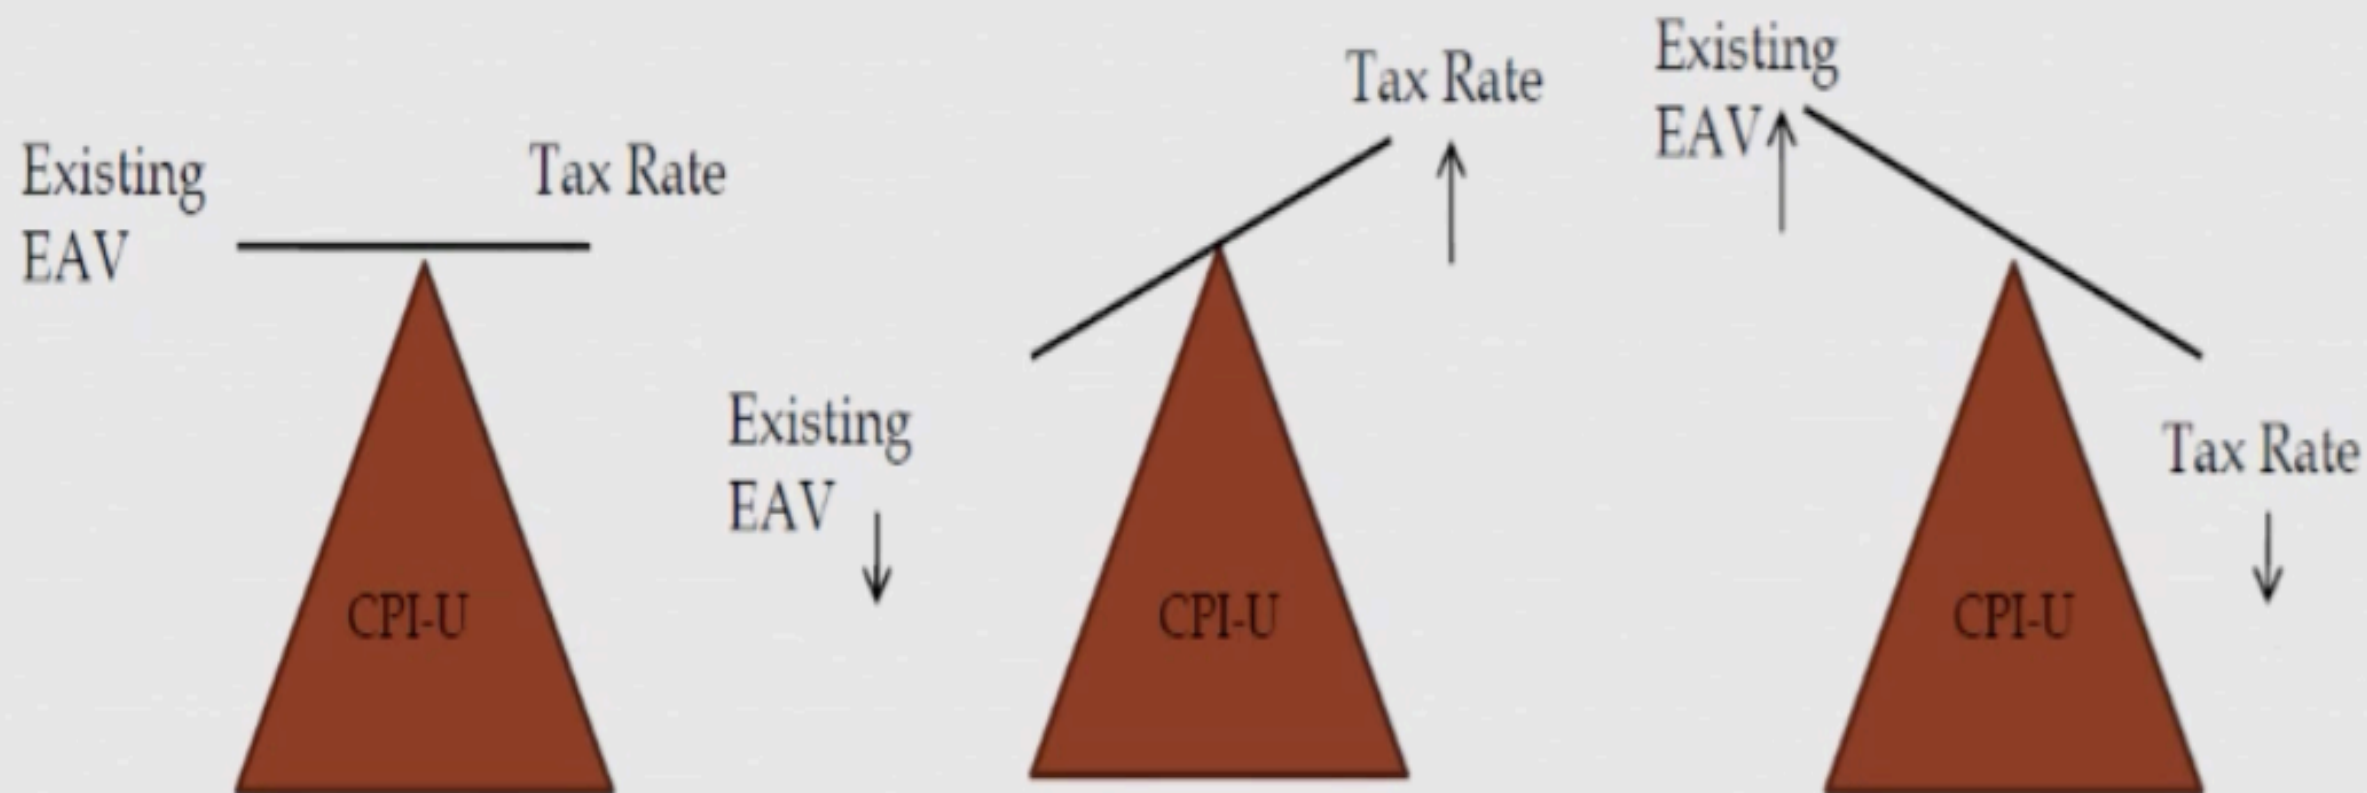 Existing
EAV
Tax Rate
CPI-U
Tax Rate
Existing
EAV
CPI-U
Existing
EAV
Tax Rate
CPI-U